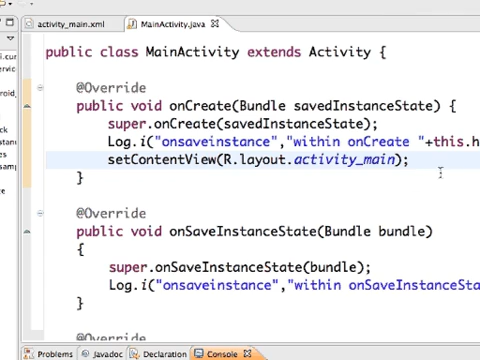 activity_main.xml MainActivity.java
public class MainActivity extends Activity {
@Override
public void onCreate(Bundle savedInstanceState) {
super.onCreate(savedInstanceState);
Log.i("onsaveinstance","within onCreate "+this.h
setContentView(R.layout.activity_main);
}
@Override
public void onSaveInstanceState(Bundle bundle)
{
super.onSaveInstanceState(bundle);
Log.i("onsaveinstance","within onSaveInstanceSta
}
@Override
Problems Javadoc Declaration Console